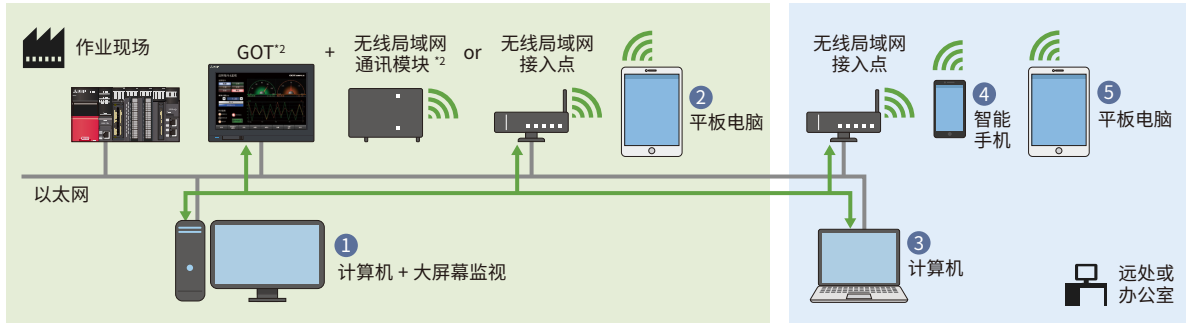 作业现场
GOT*2
+
无线局域网
通讯模块 *2
or
无线局域网
接入点
2
平板电脑
以太网
1
计算机 + 大屏幕监视
无线局域网
接入点
4
智能
手机
5
平板电脑
3
计算机
远处或
办公室